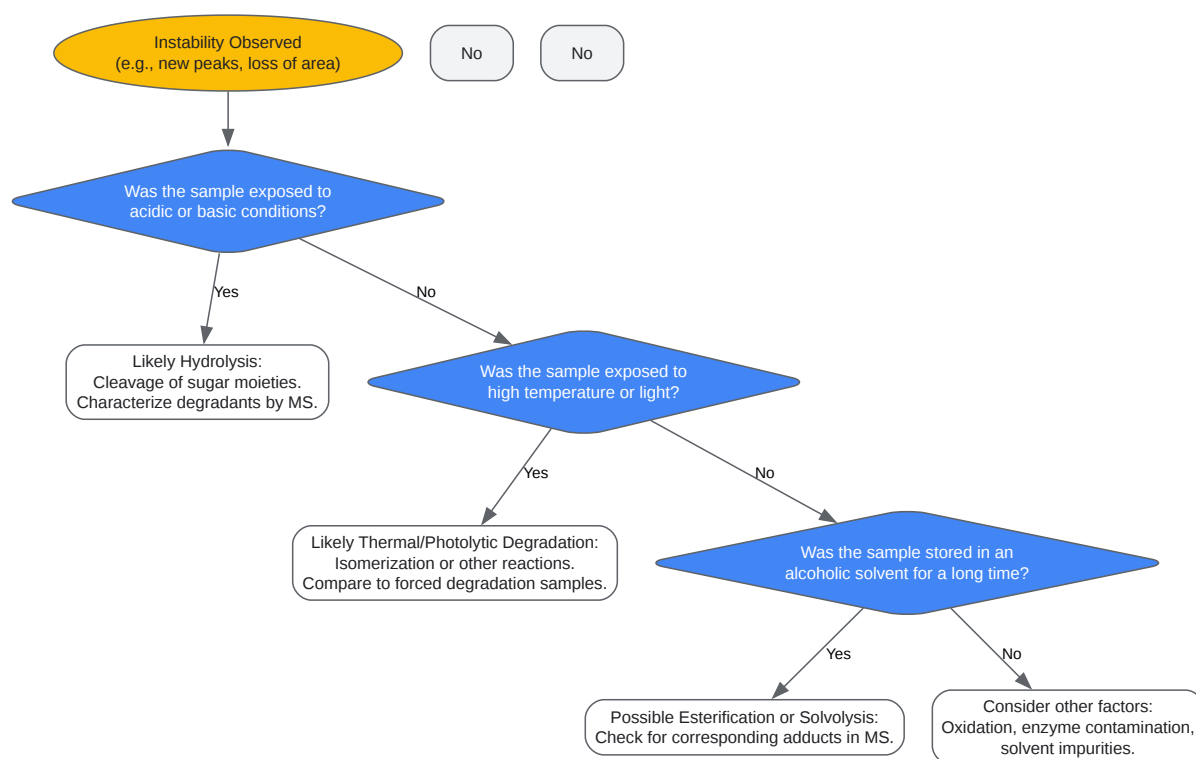 Instability Observed
(e.g., new peaks, loss of area)
No
No
Was the sample exposed to
acidic or basic conditions?
Yes
No
Likely Hydrolysis:
Cleavage of sugar moieties.
Characterize degradants by MS.
Was the sample exposed to
high temperature or light?
Yes
No
Likely Thermal/Photolytic Degradation:
Isomerization or other reactions.
Compare to forced degradation samples.
Was the sample stored in an
alcoholic solvent for a long time?
Yes
No
Possible Esterification or Solvolysis:
Check for corresponding adducts in MS.
Consider other factors:
Oxidation, enzyme contamination,
solvent impurities.